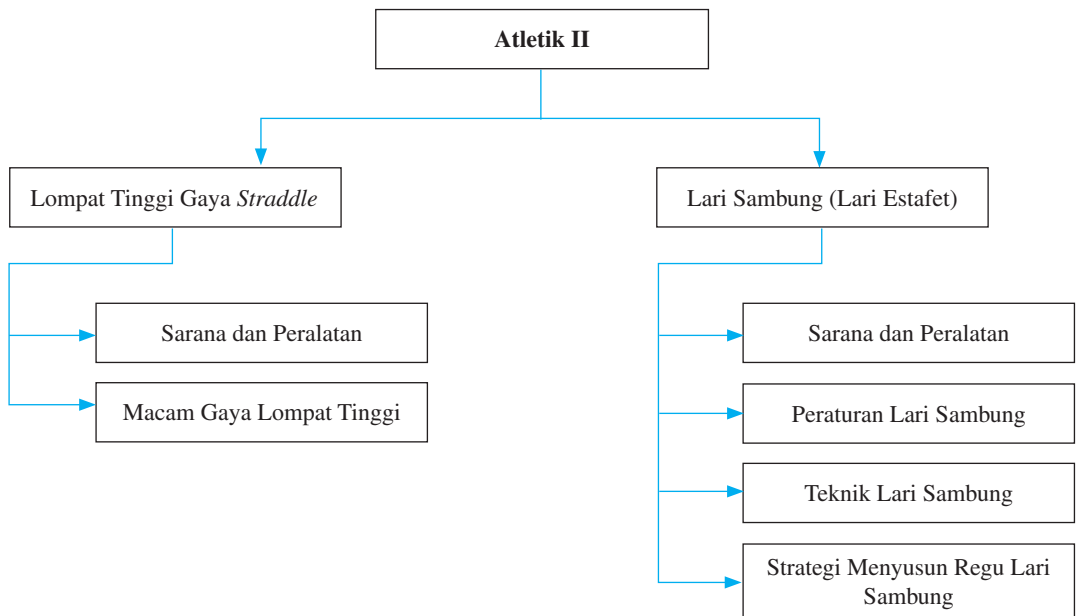 Atletik II
Lompat Tinggi Gaya Straddle
Sarana dan Peralatan
Macam Gaya Lompat Tinggi
Lari Sambung (Lari Estafet)
Sarana dan Peralatan
Peraturan Lari Sambung
Teknik Lari Sambung
Strategi Menyusun Regu Lari
Sambung